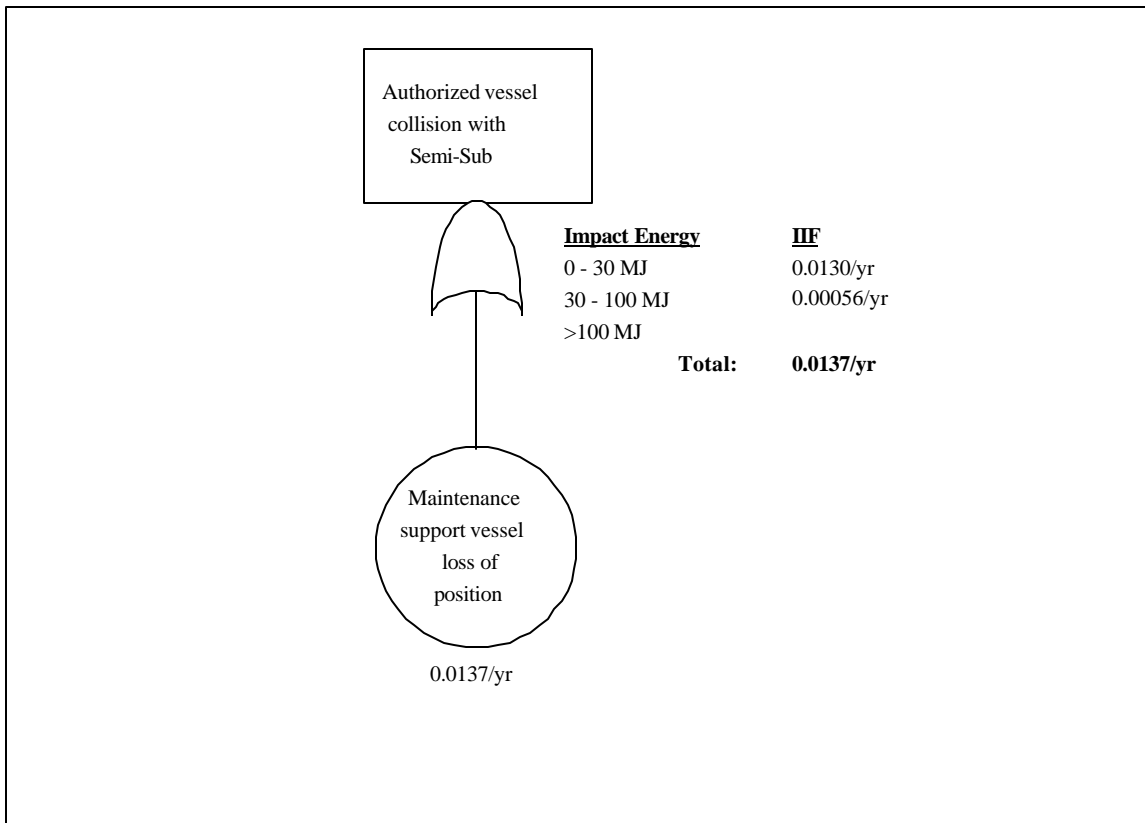 Authorized vessel
collision with
Semi-Sub
Impact Energy IIF
0 - 30 MJ 0.0130/yr
30 - 100 MJ 0.00056/yr
>100 MJ
Total: 0.0137/yr
Maintenance
support vessel
loss of
position
0.0137/yr